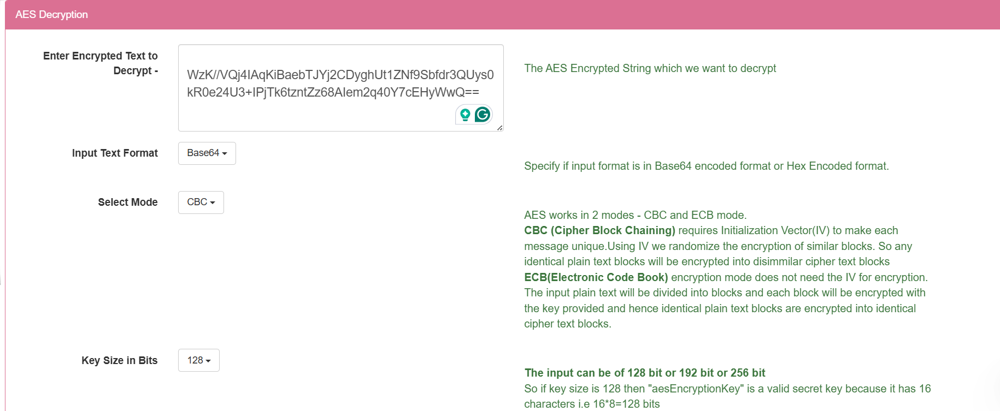 AES Decryption
Enter Encrypted Text to
Decrypt -
WzK//VQj4IAqKiBaebTJYj2CDyghUt1ZNf9Sbfdr3QUys0
kR0e24U3+IPjTk6tzntZz68AIem2q40Y7cEHyWwQ==
The AES Encrypted String which we want to decrypt
Input Text Format
Base64
Specify if input format is in Base64 encoded format or Hex Encoded format.
Select Mode
CBC
AES works in 2 modes - CBC and ECB mode.
CBC (Cipher Block Chaining) requires Initialization Vector(IV) to make each
message unique.Using IV we randomize the encryption of similar blocks. So any
identical plain text blocks will be encrypted into disimmilar cipher text blocks
ECB(Electronic Code Book) encryption mode does not need the IV for encryption.
The input plain text will be divided into blocks and each block will be encrypted with
the key provided and hence identical plain text blocks are encrypted into identical
cipher text blocks.
Key Size in Bits
128
The input can be of 128 bit or 192 bit or 256 bit
So if key size is 128 then "aesEncryptionKey" is a valid secret key because it has 16
characters i.e 16*8=128 bits